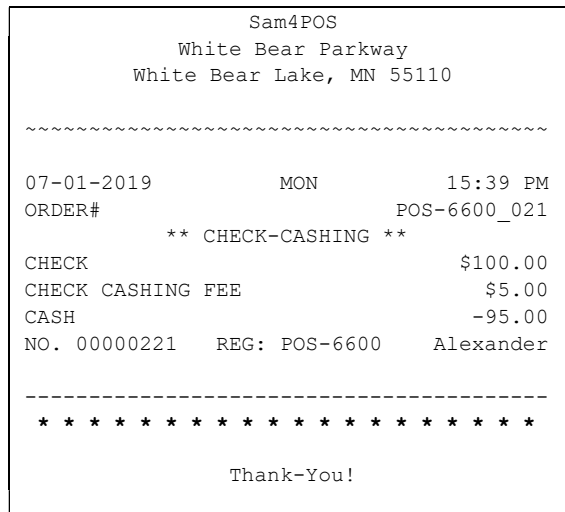 Sam4POS
White Bear Parkway
White Bear Lake, MN 55110
~~~~~~~~~~~~~~~~~~~~~~~~~~~~~~~~~~~~~~~~~
07-01-2019 MON 15:39 PM
ORDER# POS-6600_021
** CHECK-CASHING **
CHECK $100.00
CHECK CASHING FEE $5.00
CASH -95.00
NO. 00000221 REG: POS-6600 Alexander
-----------------------------------------
* * * * * * * * * * * * * * * * * * * *
Thank-You!